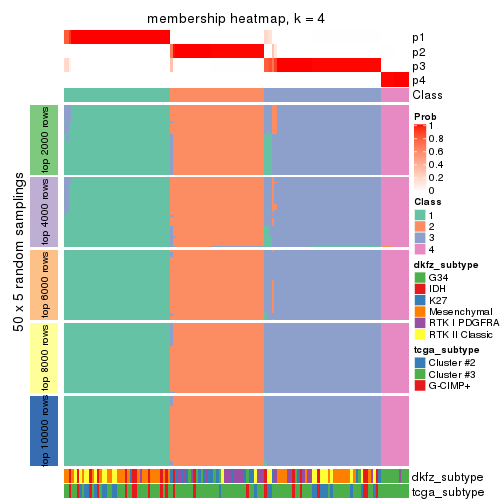 membership heatmap, k = 4
p1
p2
p3
p4
Class
50 x 5 random samplings
top 2000 rows
top 4000 rows
top 6000 rows
top 8000 rows
top 10000 rows
dkfz_subtype
tcga_subtype
Prob
1
0.8
0.6
0.4
0.2
0
Class
1
2
3
4
dkfz_subtype
G34
IDH
K27
Mesenchymal
RTK I PDGFRA
RTK II Classic
tcga_subtype
Cluster #2
Cluster #3
G-CIMP+